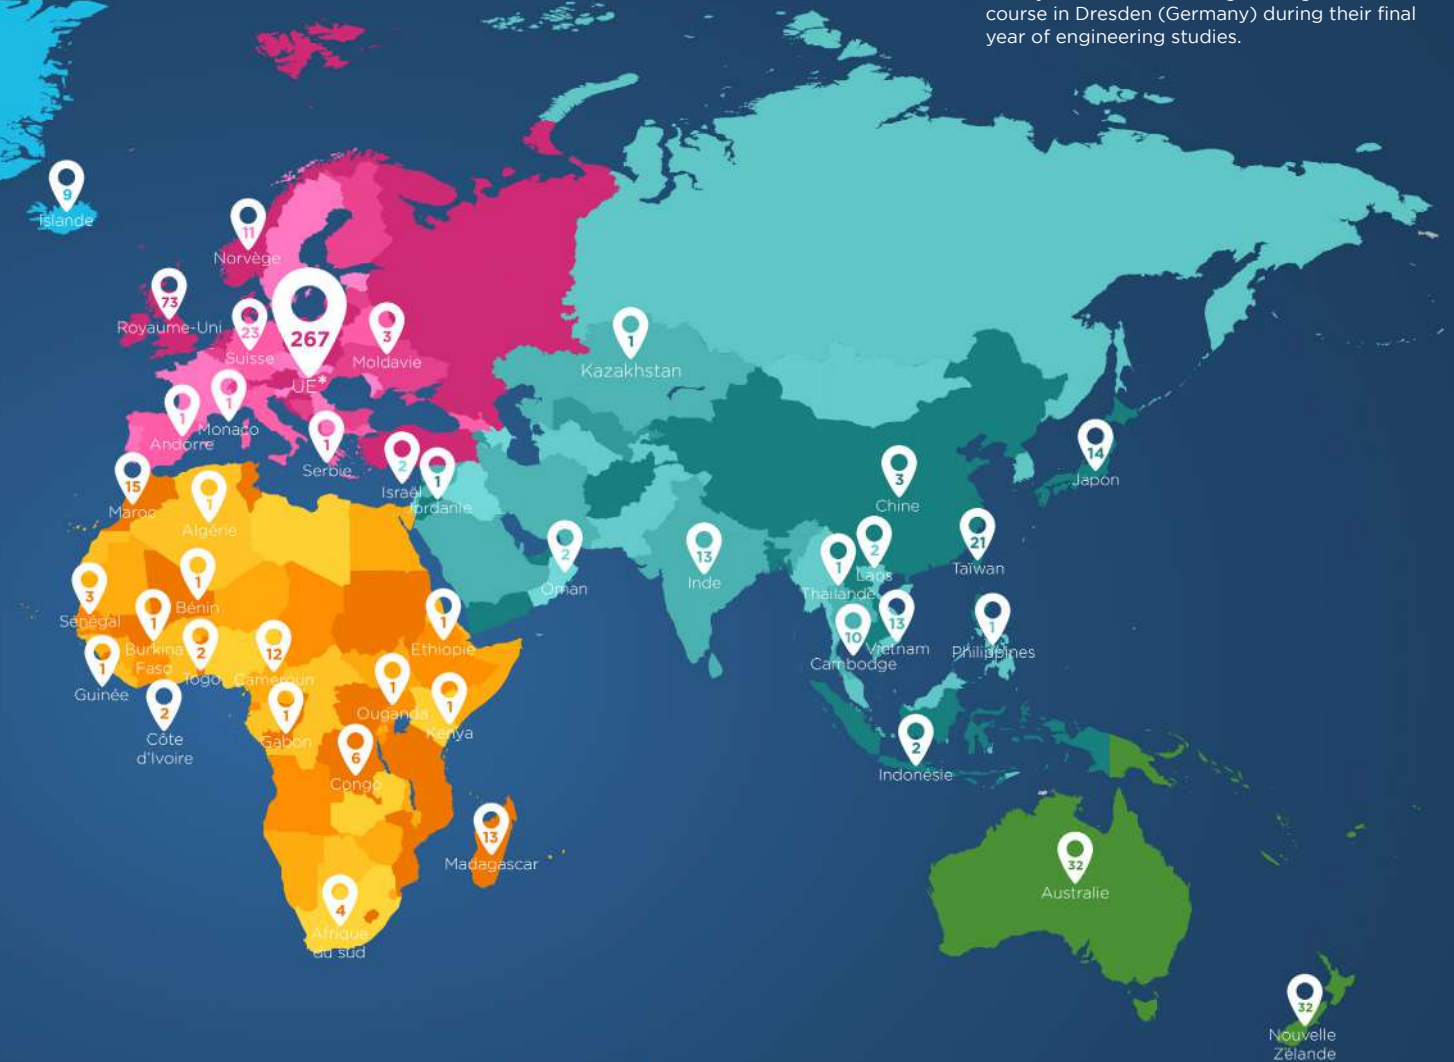 course in Dresden (Germany) during their final
year of engineering studies.
9
Islande
11
Norvège
73
Royaume-Uni
23
Suisse
267
UE*
3
Moldavie
1
Kazakhstan
1
Andorre
1
Monaco
1
Serbie
2
Israël
1
Jordanie
15
Maroc
1
Algérie
3
Chine
14
Japon
2
Oman
13
Inde
1
Thaïlande
2
Laos
21
Taïwan
3
Sénégal
1
Bénin
1
Burkina-
Faso
2
Togo
12
Cameroun
1
Ethiopie
10
Cambodge
13
Vietnam
1
Philippines
1
Guinée
2
Côte
d'Ivoire
1
Gabon
1
Ouganda
1
Kenya
6
Congo
2
Indonésie
13
Madagascar
32
Australie
4
Afrique
du sud
32
Nouvelle
Zélande